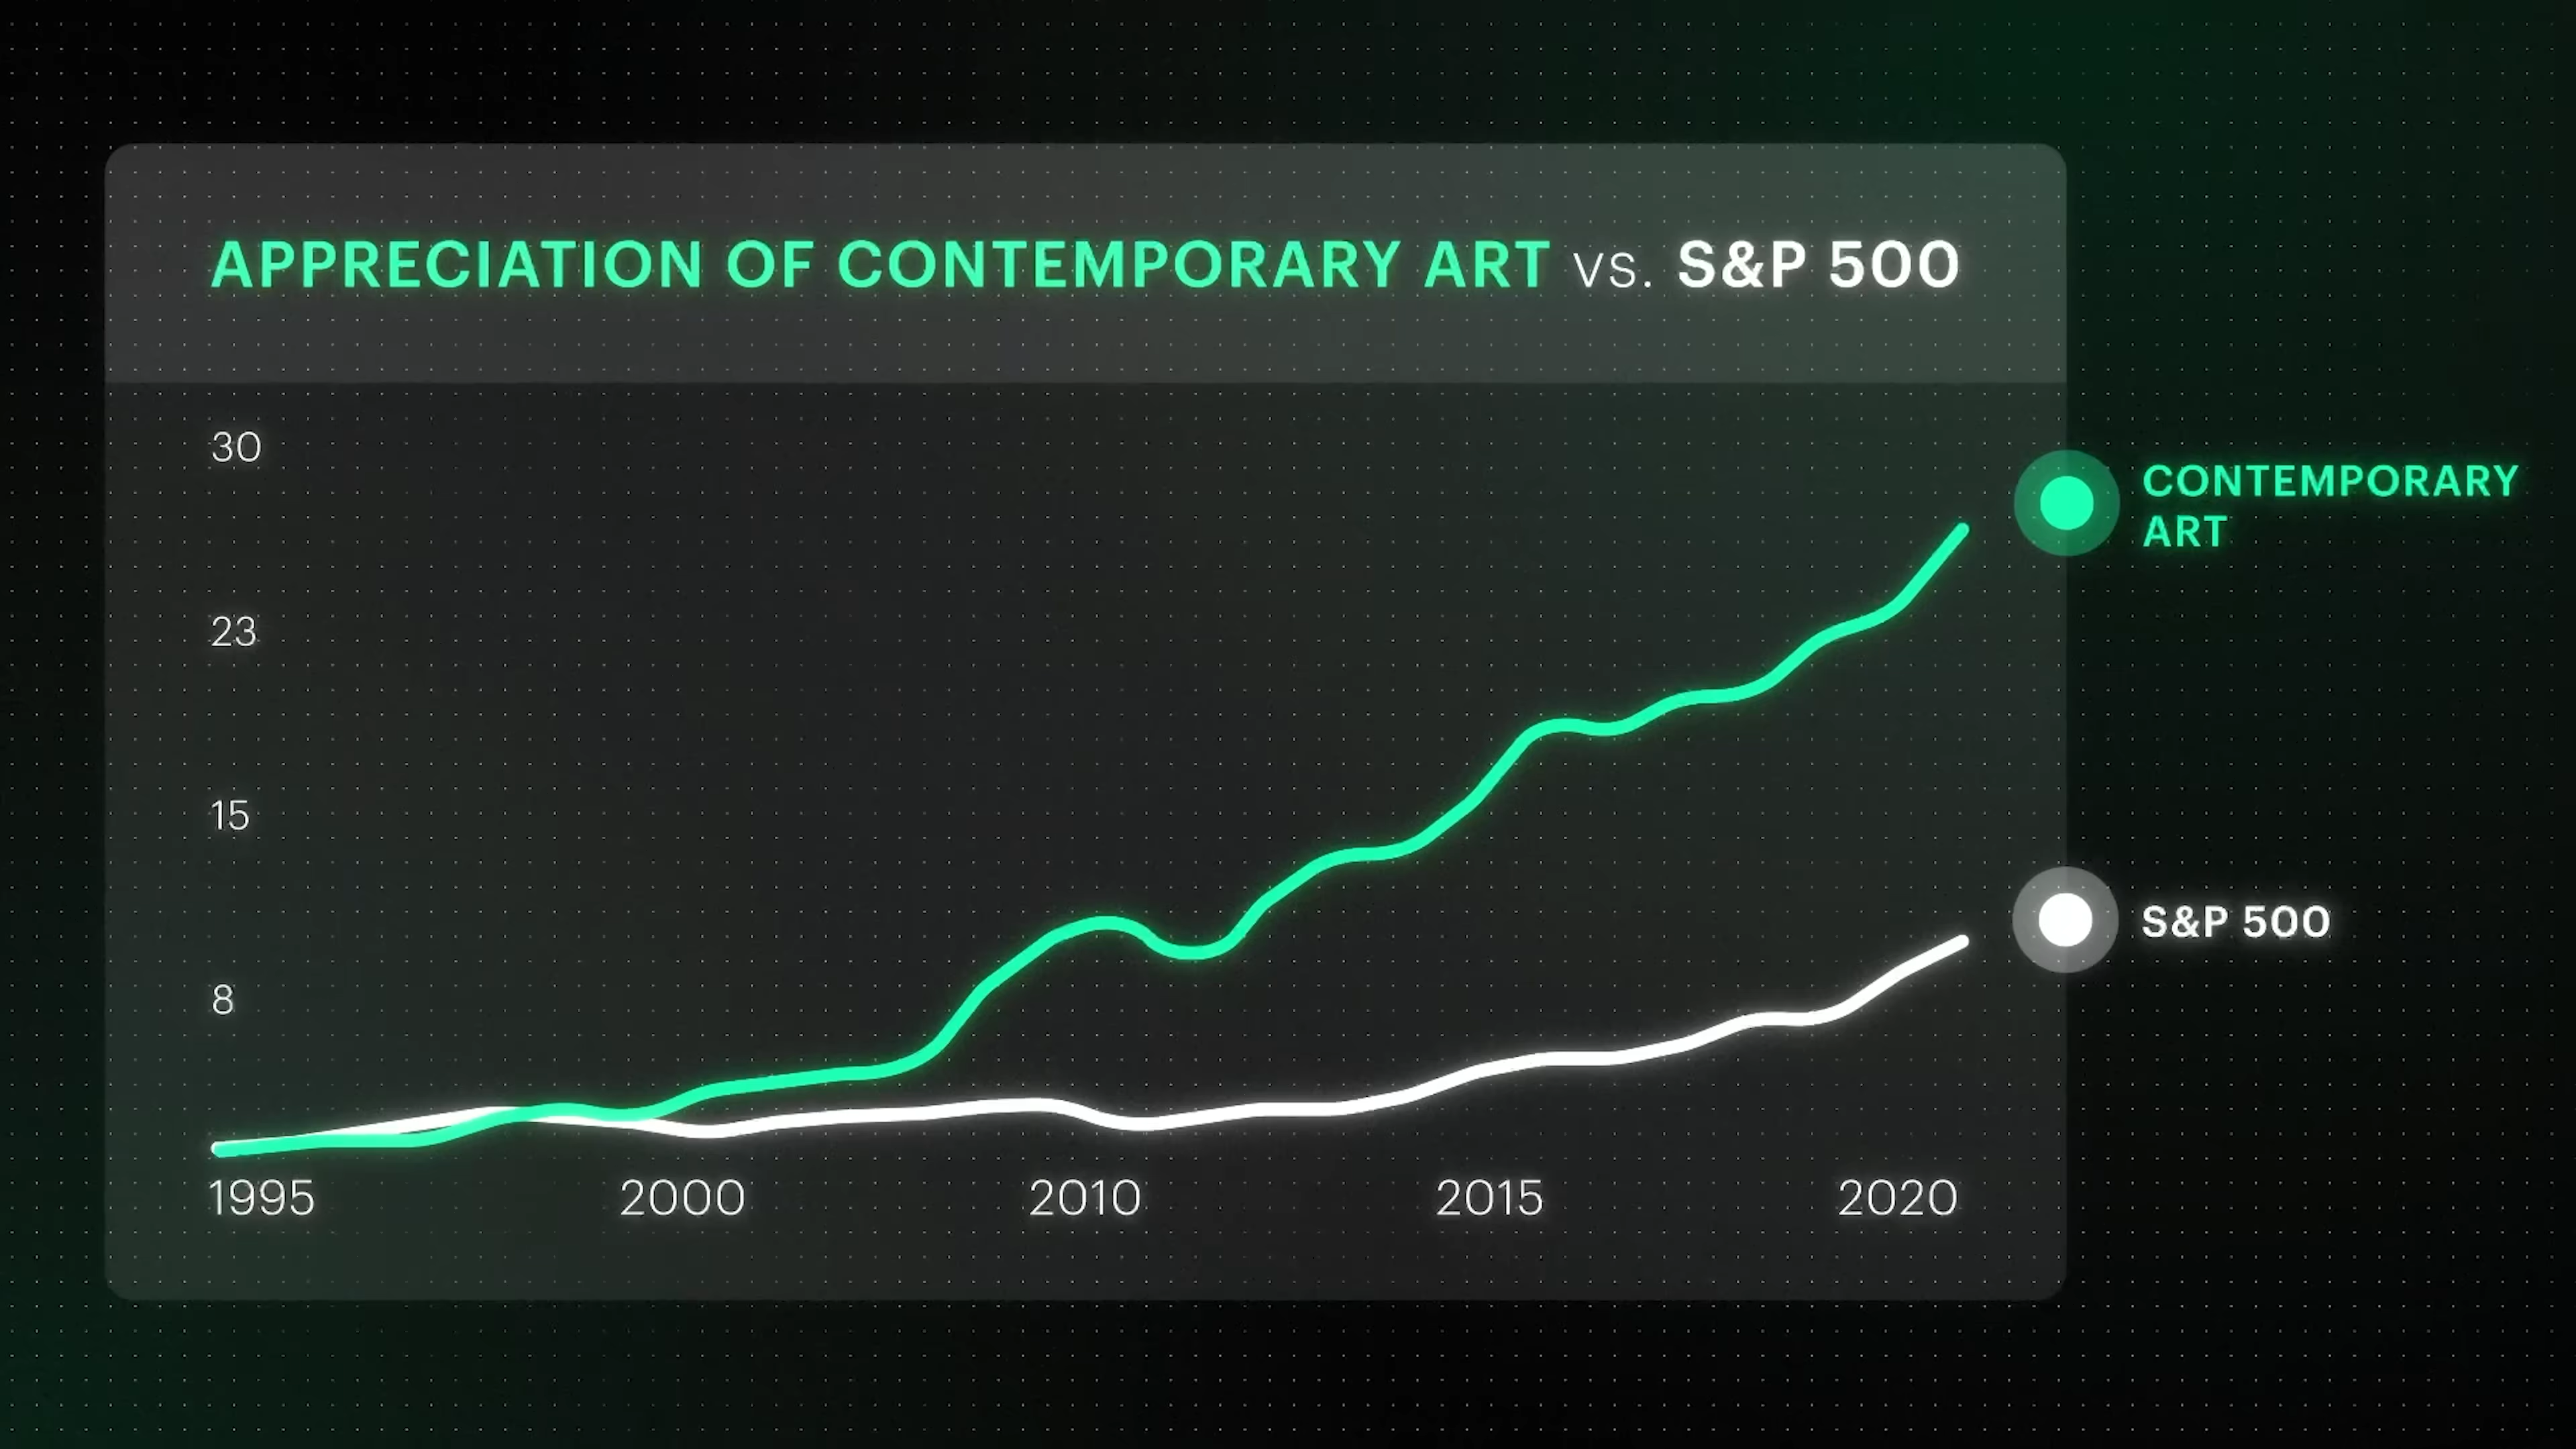 APPRECIATION OF CONTEMPORARY ART VS. S&P 500
30
23
15
8
1995 2000 2010 2015 2020
CONTEMPORARY
ART
S&P 500